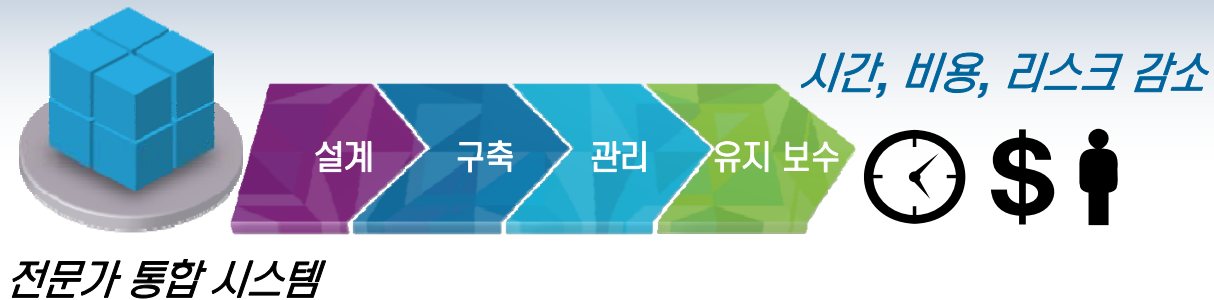 시간, 비용, 리스크 감소
설계 구축 관리 유지 보수
$
전문가 통합 시스템